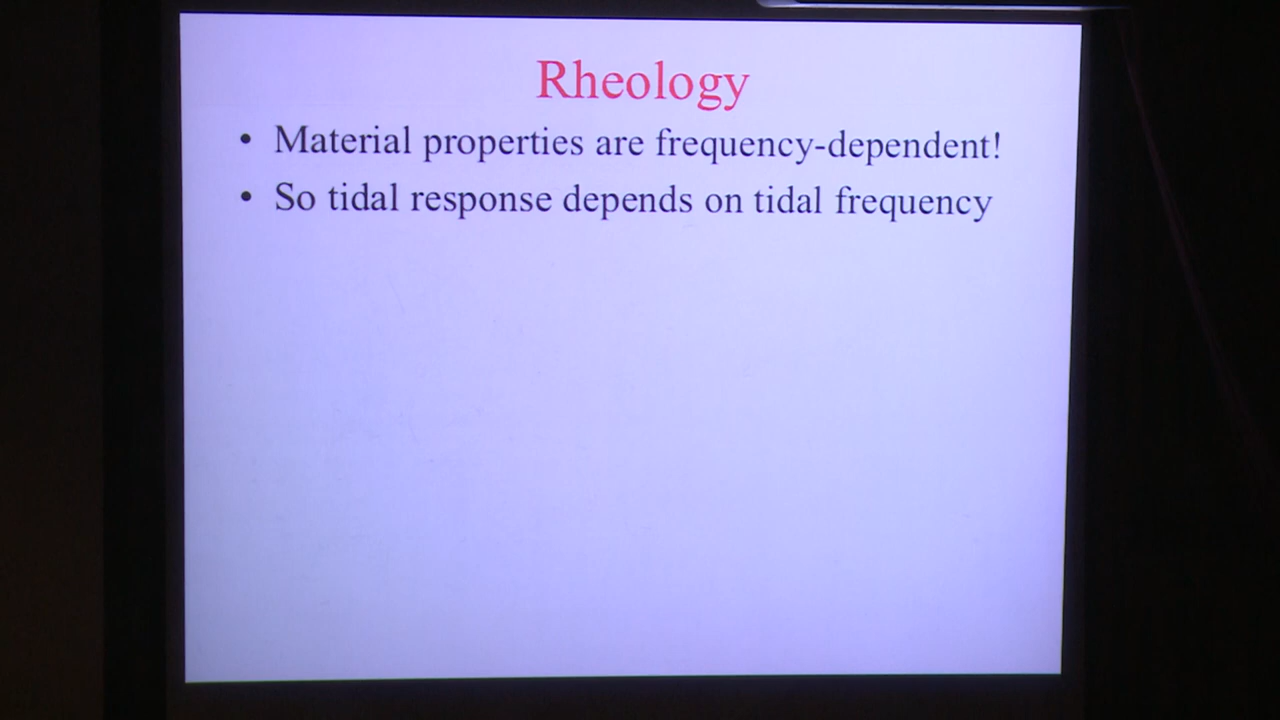 Rheology
• Material properties are frequency-dependent!
• So tidal response depends on tidal frequency